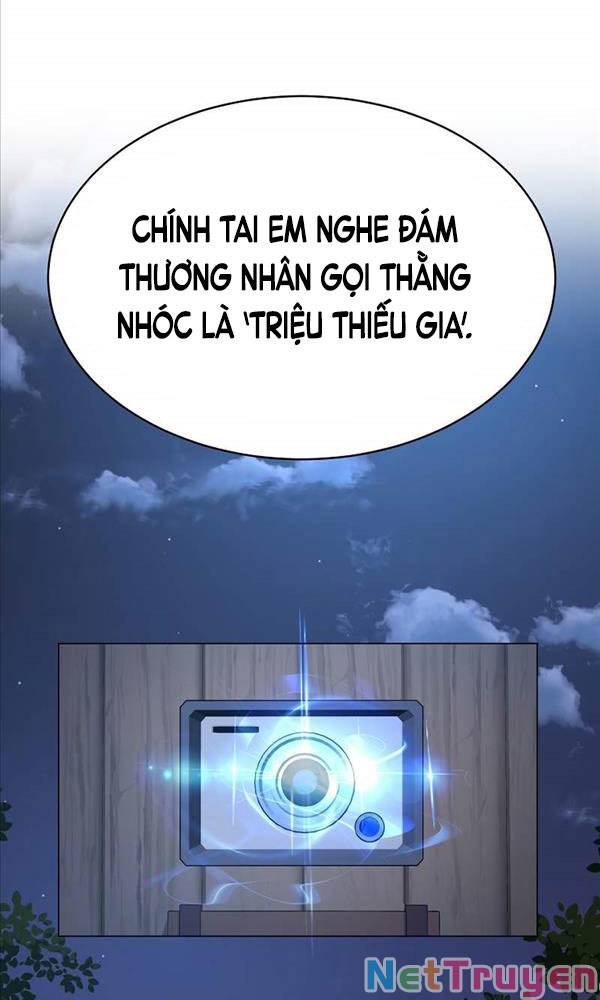 CHÍNH TAI EM NGHE ĐÁM
THƯƠNG NHÂN GỌI THẰNG
NHÓC LÀ 'TRIỆU THIẾU GIA'.
NetTruyen